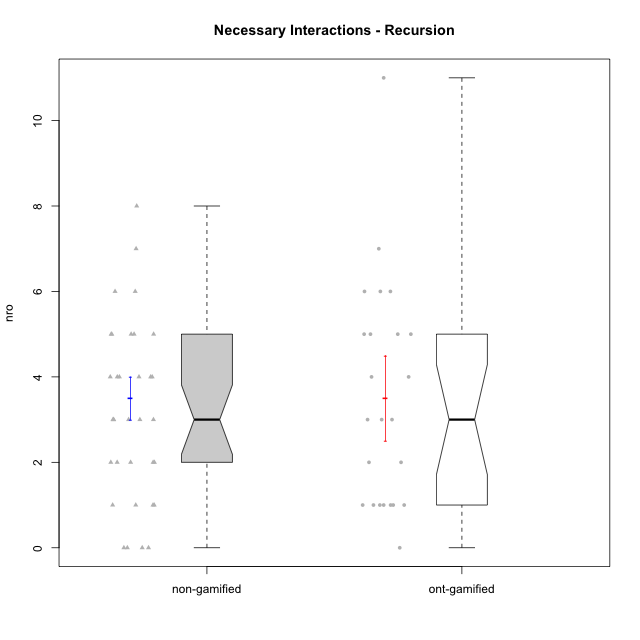 Necessary Interactions - Recursion
nro
10
8
6
4
2
0
non-gamified
ont-gamified